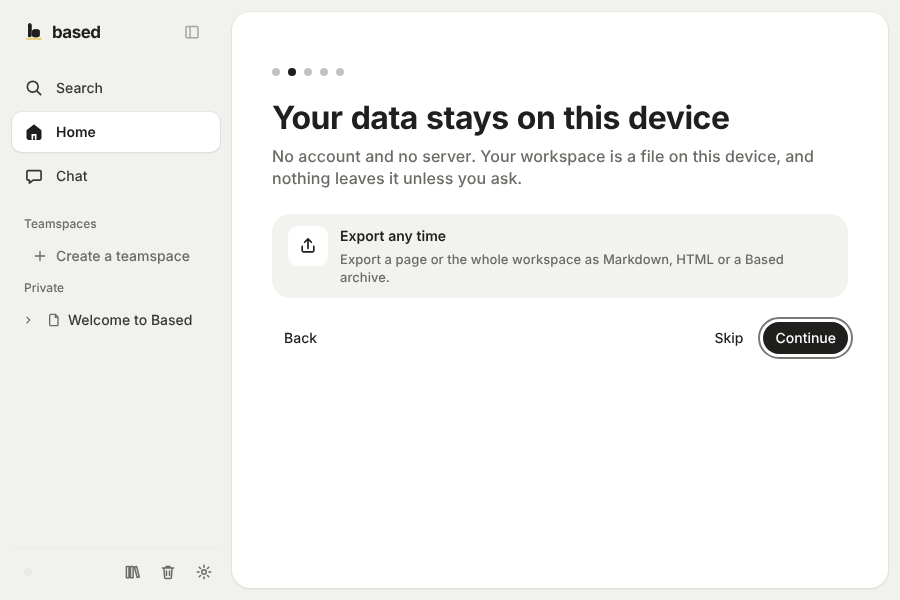 based
Search
Home
Chat
Teamspaces
Create a teamspace
Private
Welcome to Based
Your data stays on this device
No account and no server. Your workspace is a file on this device, and
nothing leaves it unless you ask.
Export any time
Export a page or the whole workspace as Markdown, HTML or a Based
archive.
Back
Skip
Continue